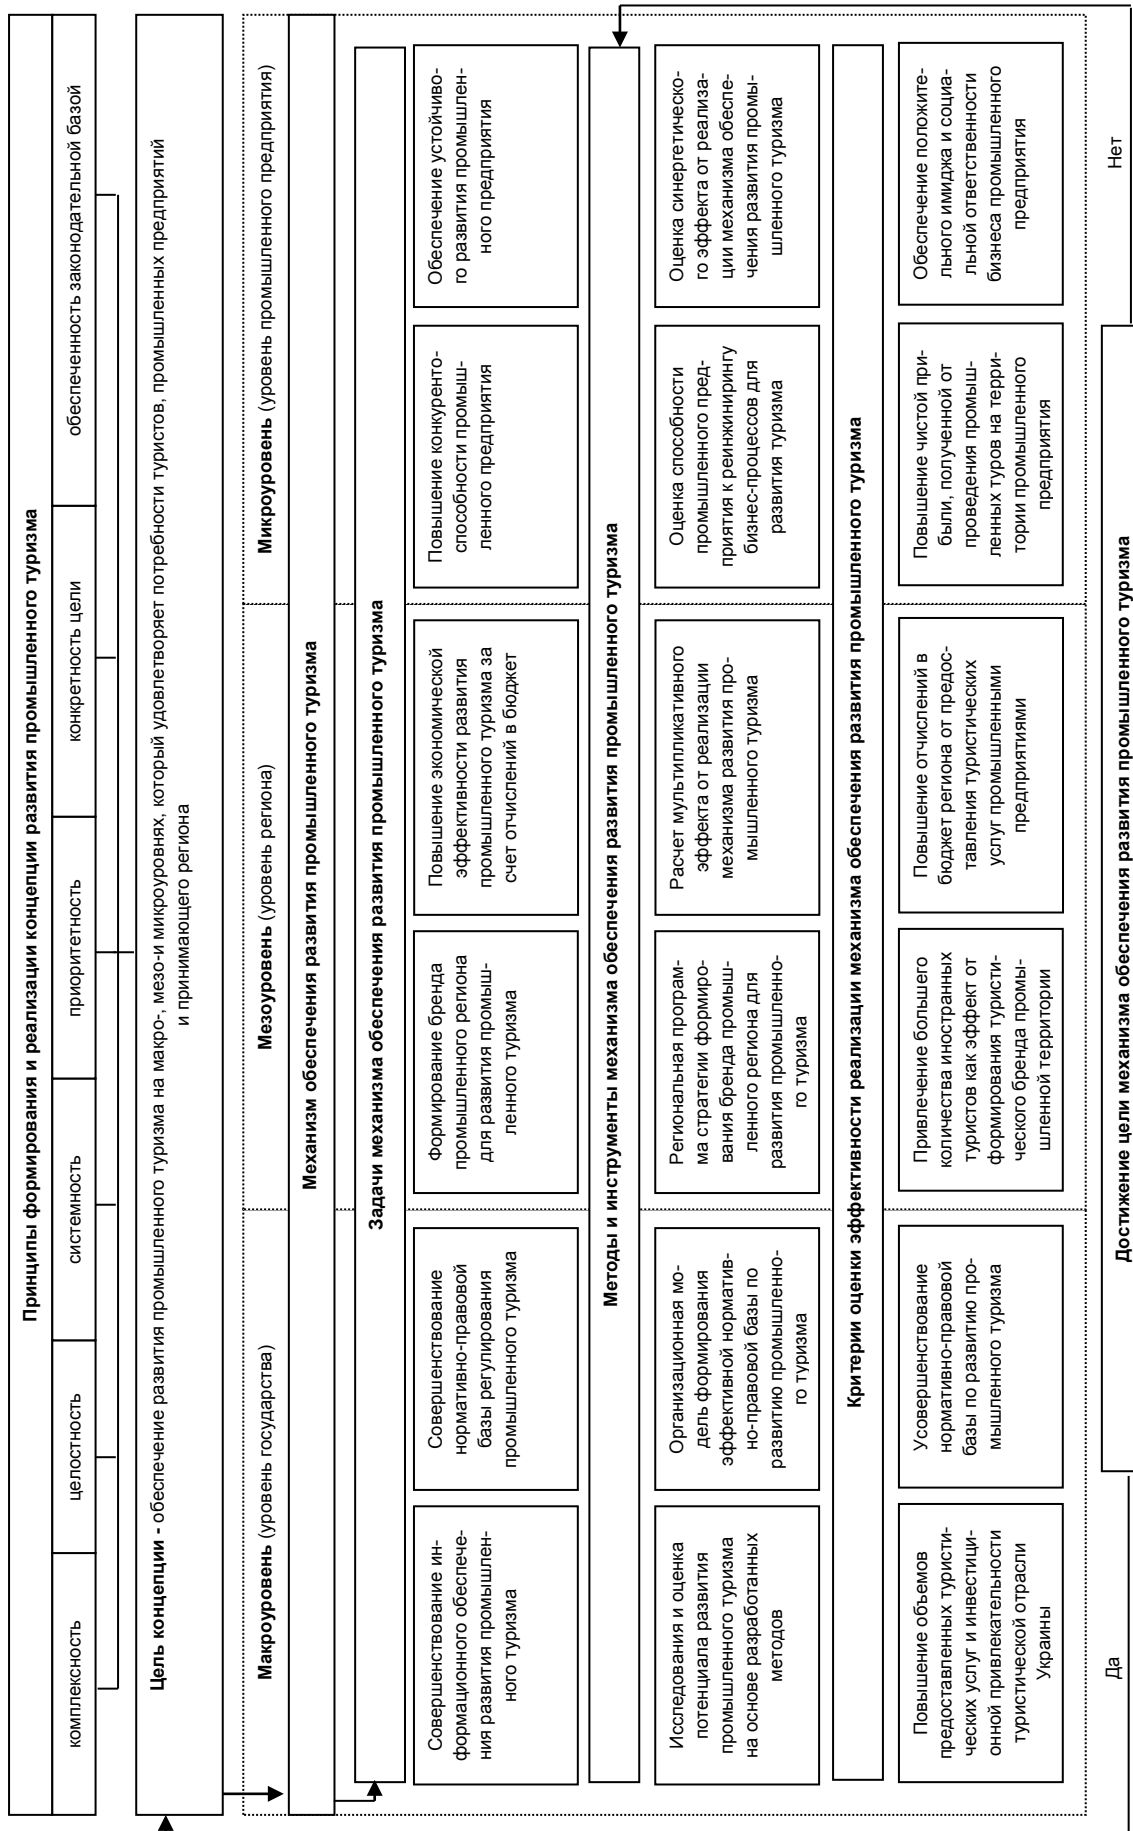 Принципы формирования и реализации концепции развития промышленного туризма
комплексность
целостность
системность
приоритетность
конкретность цели
обеспеченность законодательной базой
Цель концепции - обеспечение развития промышленного туризма на макро-, мезо-и микроуровнях, который удовлетворяет потребности туристов, промышленных предприятий
и принимающего региона
Макроуровень (уровень государства)
Мезоуровень (уровень региона)
Микроуровень (уровень промышленного предприятия)
Механизм обеспечения развития промышленного туризма
Задачи механизма обеспечения развития промышленного туризма
Совершенствование ин-
формационного обеспече-
ния развития промышлен-
ного туризма
Совершенствование
нормативно-правовой
базы регулирования
промышленного туризма
Формирование бренда
промышленного региона
для развития промыш-
ленного туризма
Повышение экономической
эффективности развития
промышленного туризма за
счет отчислений в бюджет
Повышение конкуренто-
способности промыш-
ленного предприятия
Обеспечение устойчиво-
го развития промышлен-
ного предприятия
Методы и инструменты механизма обеспечения развития промышленного туризма
Исследования и оценка
потенциала развития
промышленного туризма
на основе разработанных
методов
Организационная мо-
дель формирования
эффективной норматив-
но-правовой базы по
развитию промышленно-
го туризма
Региональная програм-
ма стратегии формиро-
вания бренда промыш-
ленного региона для
развития промышленно-
го туризма
Расчет мультипликативного
эффекта от реализации
механизма развития про-
мышленного туризма
Оценка способности
промышленного пред-
приятия к реинжинирингу
бизнес-процессов для
развития туризма
Оценка синергетическо-
го эффекта от реализа-
ции механизма обеспе-
чения развития промы-
шленного туризма
Критерии оценки эффективности реализации механизма обеспечения развития промышленного туризма
Повышение объемов
предоставленных туристи-
ческих услуг и инвестици-
онной привлекательности
туристической отрасли
Украины
Усовершенствование
нормативно-правовой
базы по развитию про-
мышленного туризма
Привлечение большего
количества иностранных
туристов как эффект от
формирования туристи-
ческого бренда промы-
шленной территории
Повышение отчислений в
бюджет региона от предос-
тавления туристических
услуг промышленными
предприятиями
Повышение чистой при-
были, полученной от
проведения промыш-
ленных туров на терри-
тории промышленного
предприятия
Обеспечение положите-
льного имиджа и социа-
льной ответственности
бизнеса промышленного
предприятия
Да
Достижение цели механизма обеспечения развития промышленного туризма
Нет